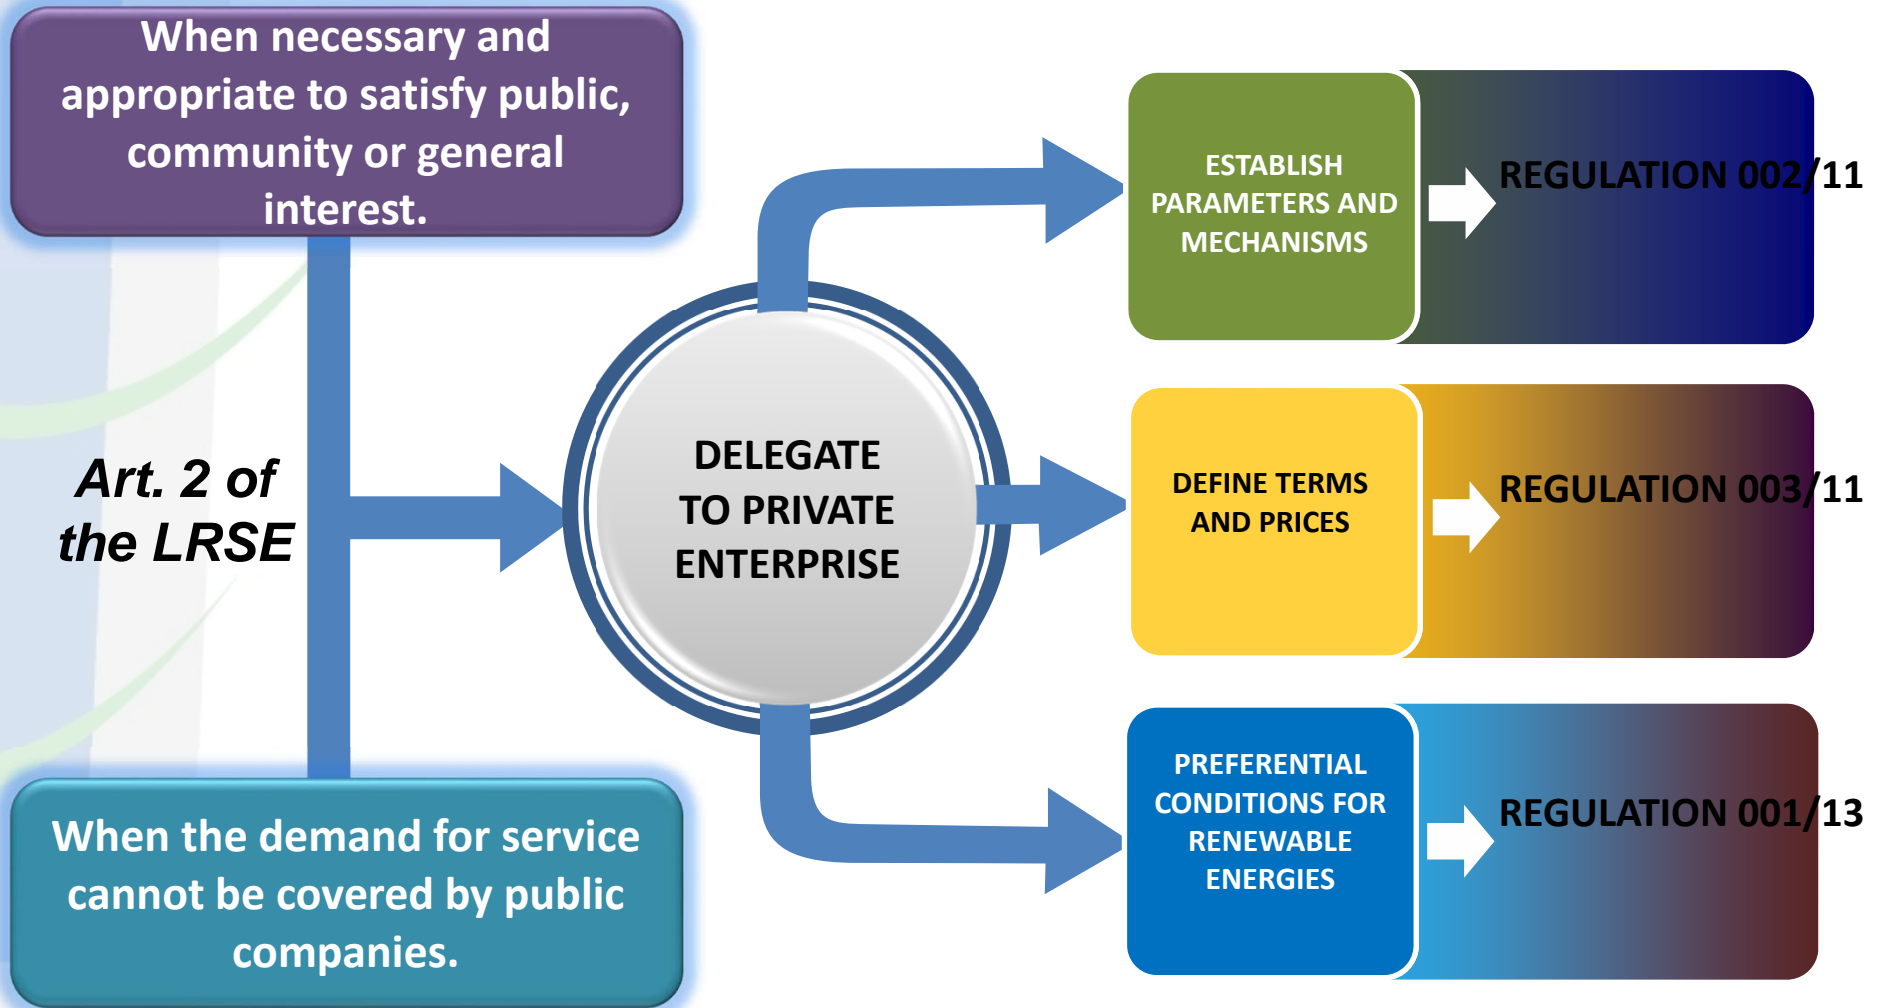 When necessary and
appropriate to satisfy public,
community or general
interest.
Art. 2 of
the LRSE
When the demand for service
cannot be covered by public
companies.
DELEGATE
TO PRIVATE
ENTERPRISE
ESTABLISH
PARAMETERS AND
MECHANISMS
REGULATION 002/11
DEFINE TERMS
AND PRICES
REGULATION 003/11
PREFERENTIAL
CONDITIONS FOR
RENEWABLE
ENERGIES
REGULATION 001/13